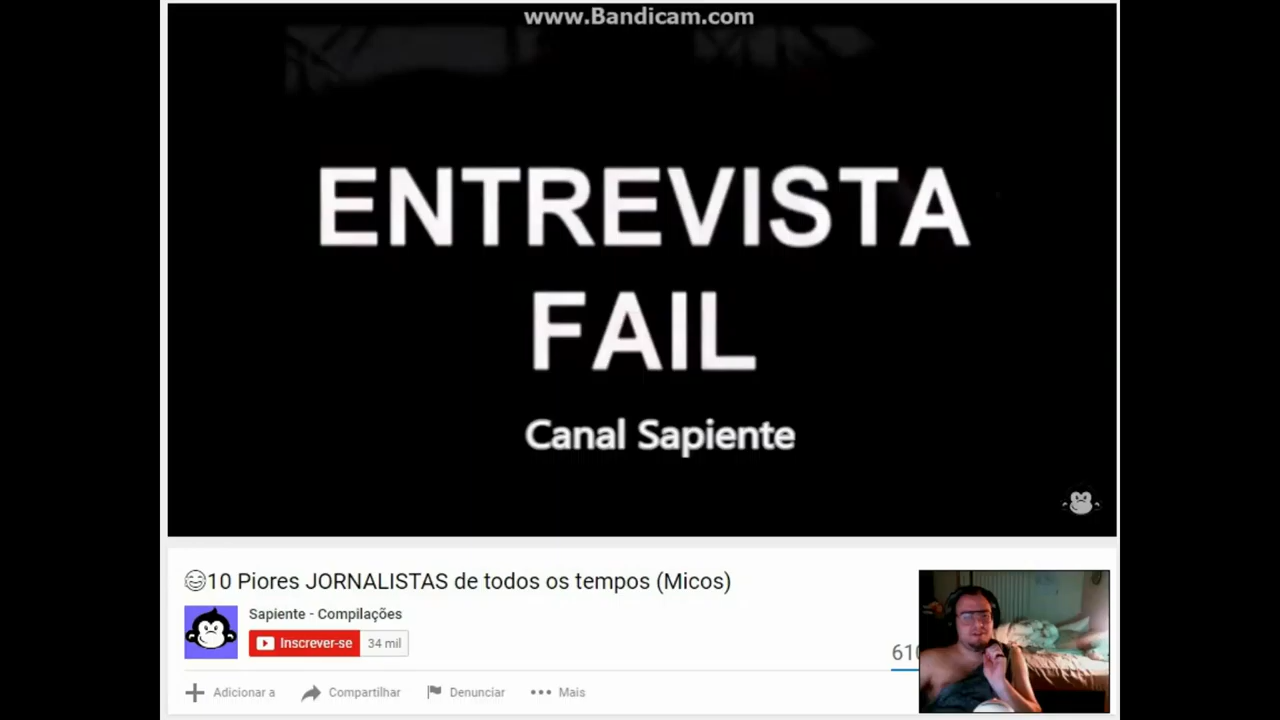 www.Bandicam.com
ENTREVISTA
FAIL
Canal Sapiente
😂10 Piores JORNALISTAS de todos os tempos (Micos)
Sapiente - Compilações
Inscrever-se 34 mil
610
Adicionar a Compartilhar Denunciar Mais